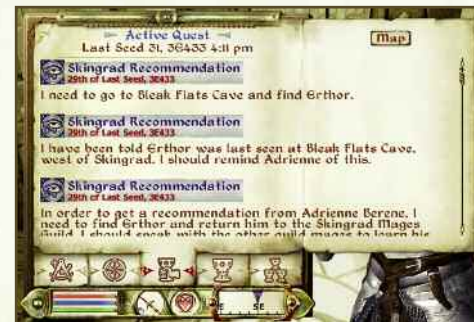 Active Quest
Last Seed 31, 3E433 4:11 pm
Map
Skingrad Recommendation
29th of Last Seed, 3E433
I need to go to Bleak Flats Cave and find Erthor.
Skingrad Recommendation
29th of Last Seed, 3E433
I have been told Erthor was last seen at Bleak Flats Cave,
west of Skingrad. I should remind Adrienne of this.
Skingrad Recommendation
29th of Last Seed, 3E433
In order to get a recommendation from Adrienne Berene, I
need to find Erthor and return him to the Skingrad Mages
Guild. I should speak with the other guild mages to learn his
E SE